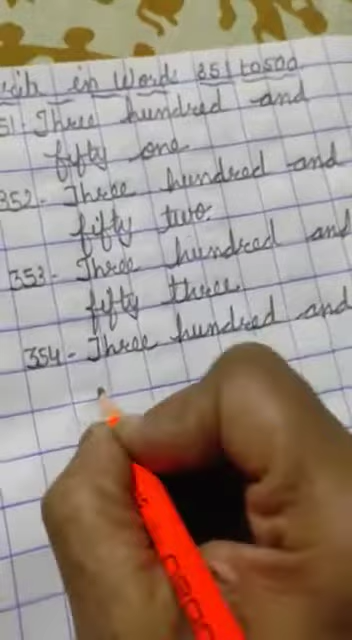 in Words 351 to 500
51- Three hundred and
fifty one
352- Three hundred and
fifty two.
353- Three hundred and
fifty three.
354- Three hundred and